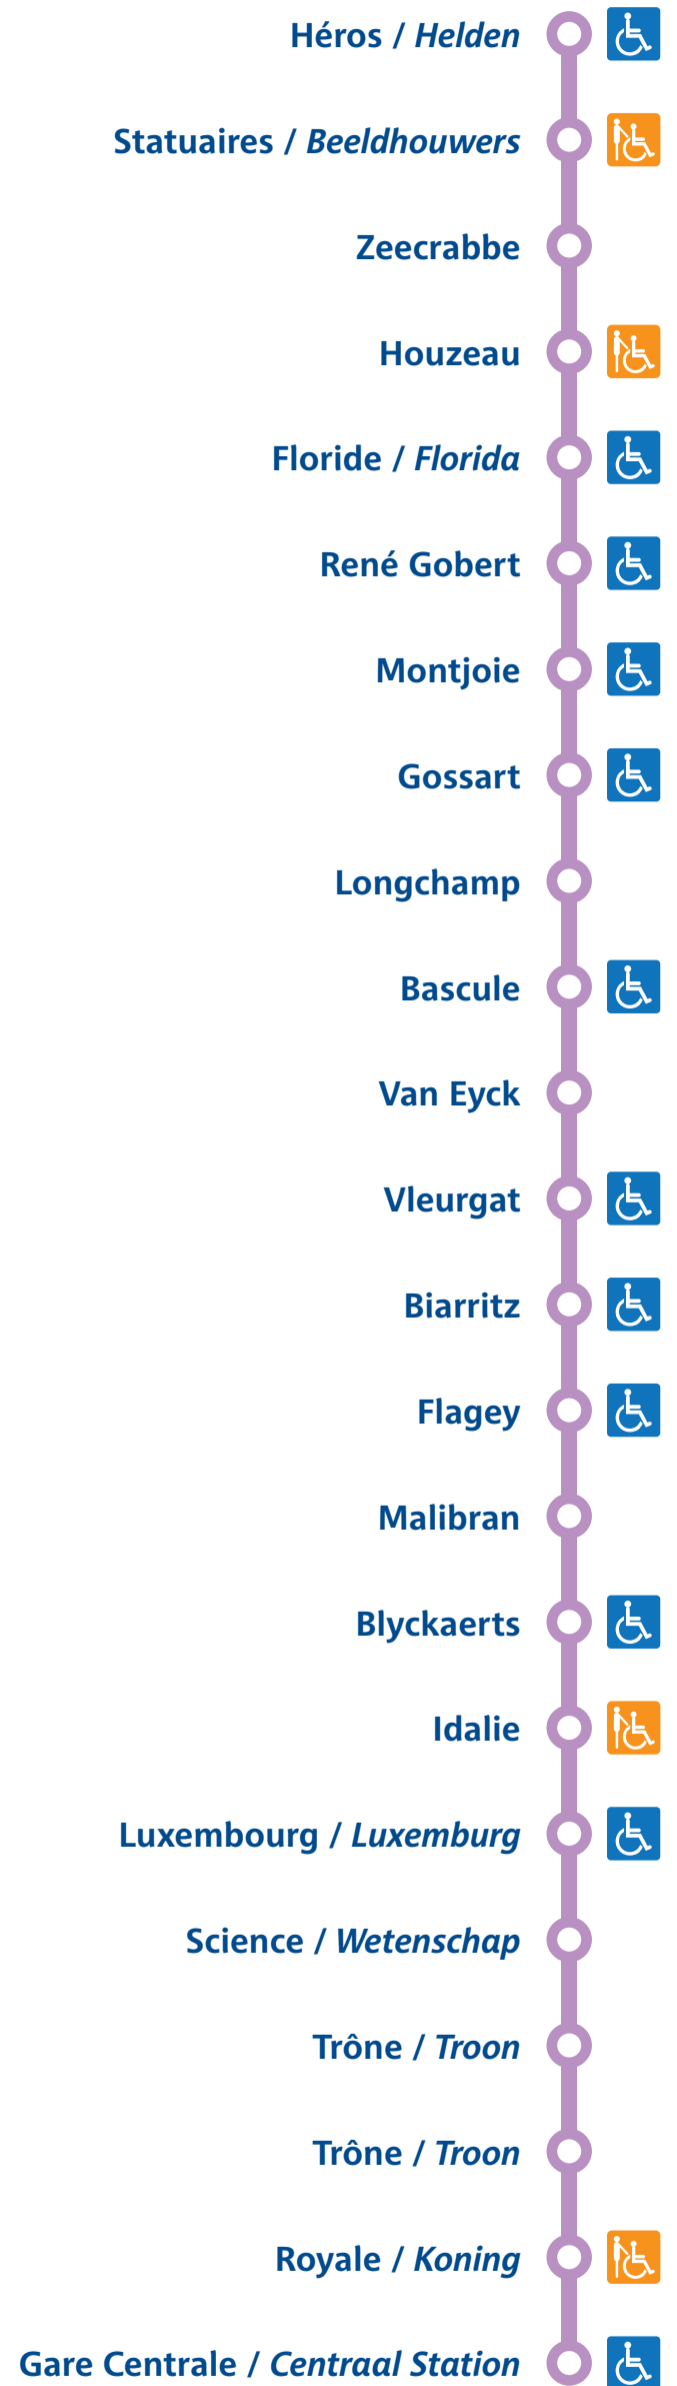 Héros / Helden
Statuaires / Beeldhouwers
Zeecrabbe
Houzeau
Floride / Florida
René Gobert
Montjoie
Gossart
Longchamp
Bascule
Van Eyck
Vleurgat
Biarritz
Flagey
Malibran
Blyckaerts
Idalie
Luxembourg / Luxemburg
Science / Wetenschap
Trône / Troon
Trône / Troon
Royale / Koning
Gare Centrale / Centraal Station